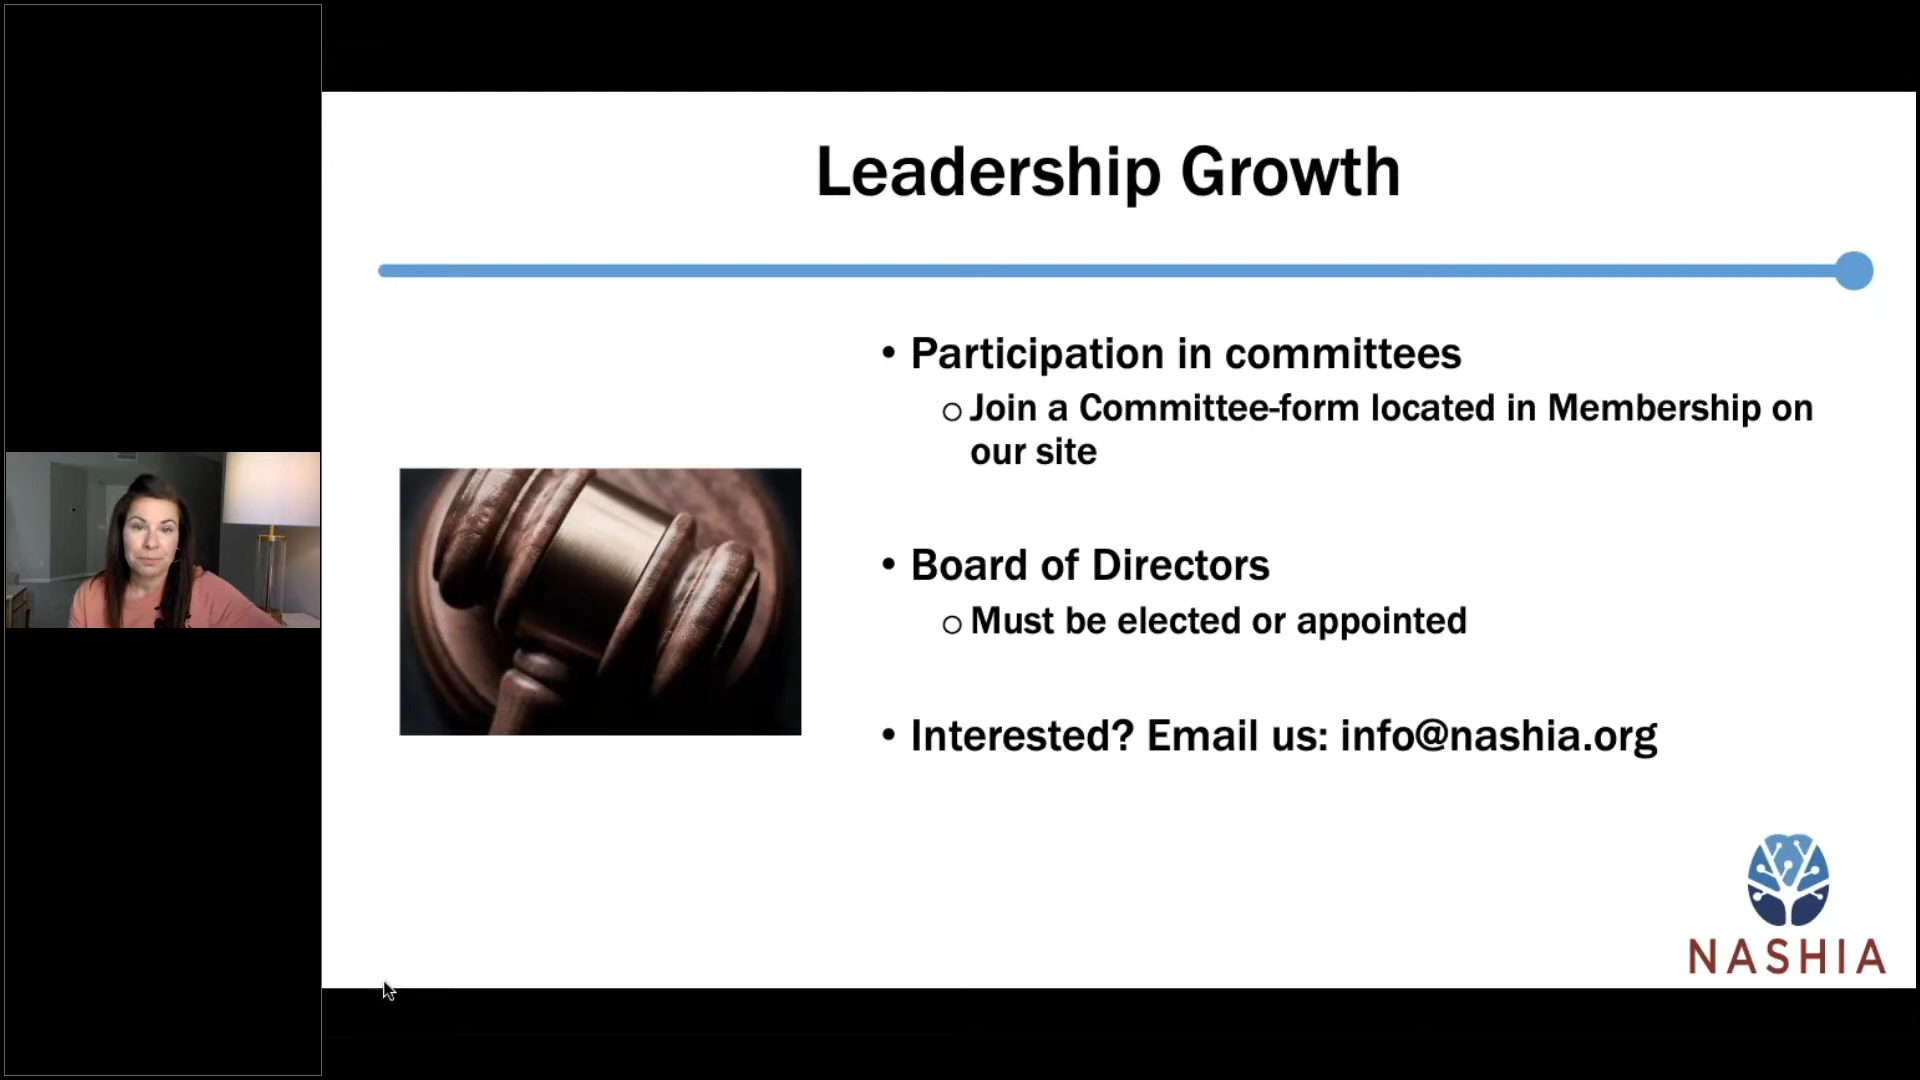 Leadership Growth
• Participation in committees
o Join a Committee-form located in Membership on
our site
• Board of Directors
o Must be elected or appointed
• Interested? Email us: info@nashia.org
NASHIA